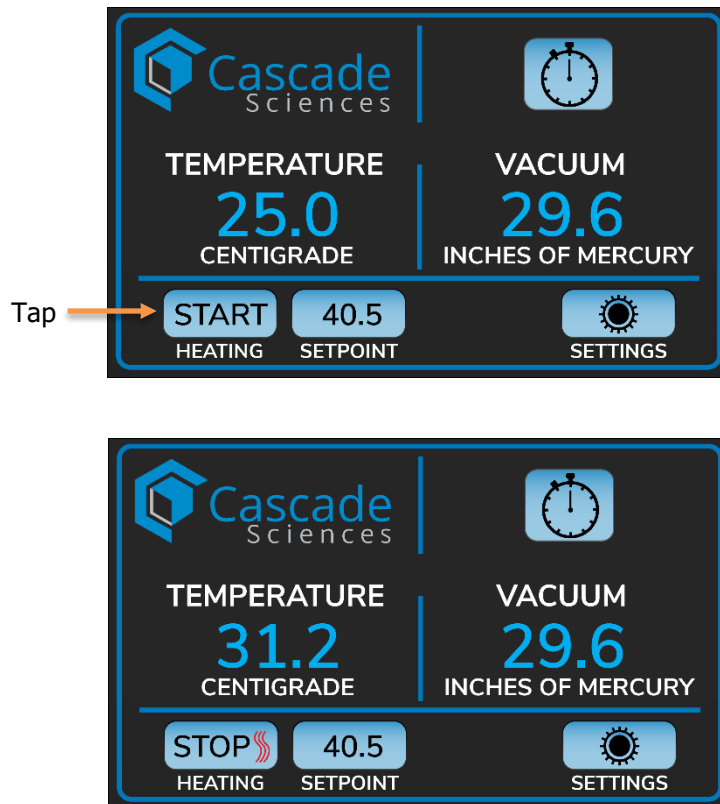 Cascade
Sciences
TEMPERATURE VACUUM
25.0 29.6
CENTIGRADE INCHES OF MERCURY
Tap START 40.5
HEATING SETPOINT SETTINGS
Cascade
Sciences
TEMPERATURE VACUUM
31.2 29.6
CENTIGRADE INCHES OF MERCURY
STOP 40.5
HEATING SETPOINT SETTINGS